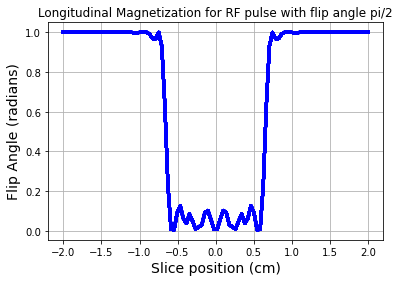 Longitudinal Magnetization for RF pulse with flip angle pi/2
1.0
0.8
0.6
0.4
0.2
0.0
Flip Angle (radians)
−2.0 −1.5 −1.0 −0.5 0.0 0.5 1.0 1.5 2.0
Slice position (cm)